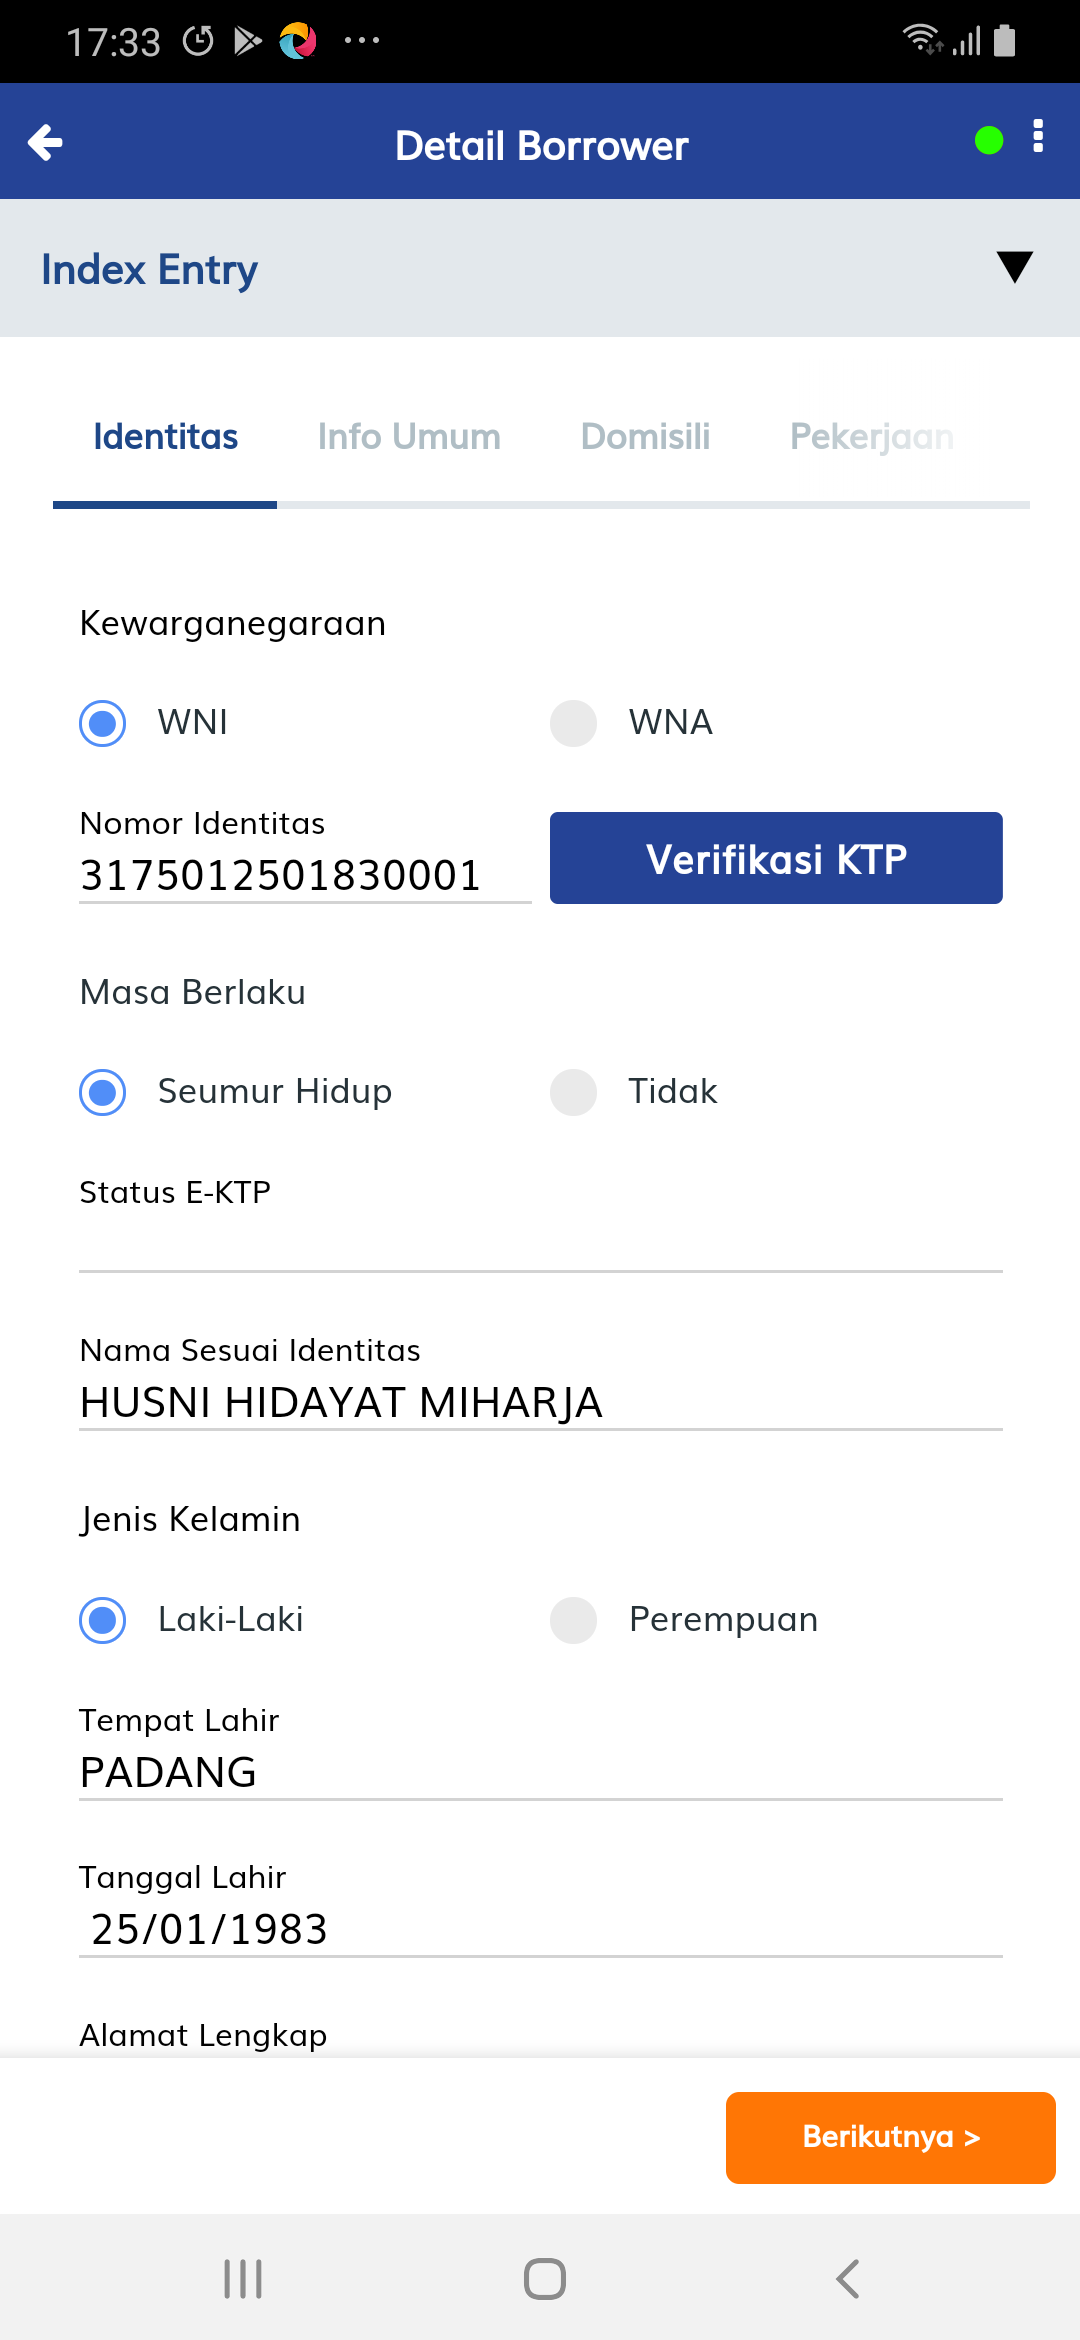 17:33
Detail Borrower
Index Entry
Identitas Info Umum Domisili Pekerjaan
Kewarganegaraan
WNI WNA
Nomor Identitas
3175012501830001
Verifikasi KTP
Masa Berlaku
Seumur Hidup Tidak
Status E-KTP
Nama Sesuai Identitas
HUSNI HIDAYAT MIHARJA
Jenis Kelamin
Laki-Laki Perempuan
Tempat Lahir
PADANG
Tanggal Lahir
25/01/1983
Alamat Lengkap
Berikutnya >